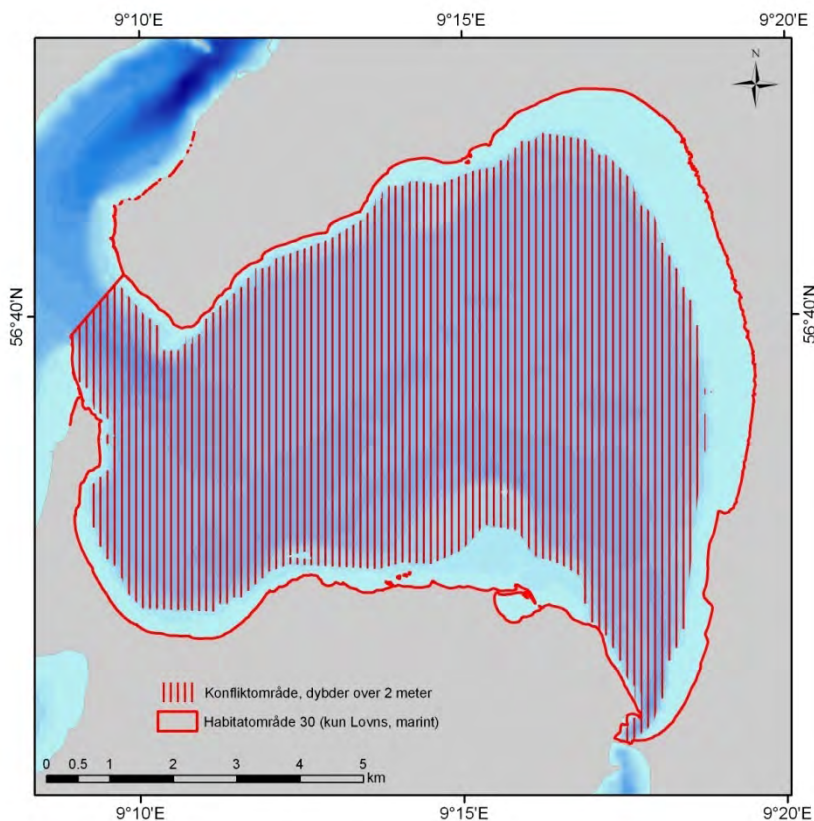 9°10'E 9°15'E 9°20'E
N
56°40'N 56°40'N
Konfliktområde, dybder over 2 meter
Habitatområde 30 (kun Lovns, marint)
0 0.5 1 2 3 4 5
km
9°10'E 9°15'E 9°20'E